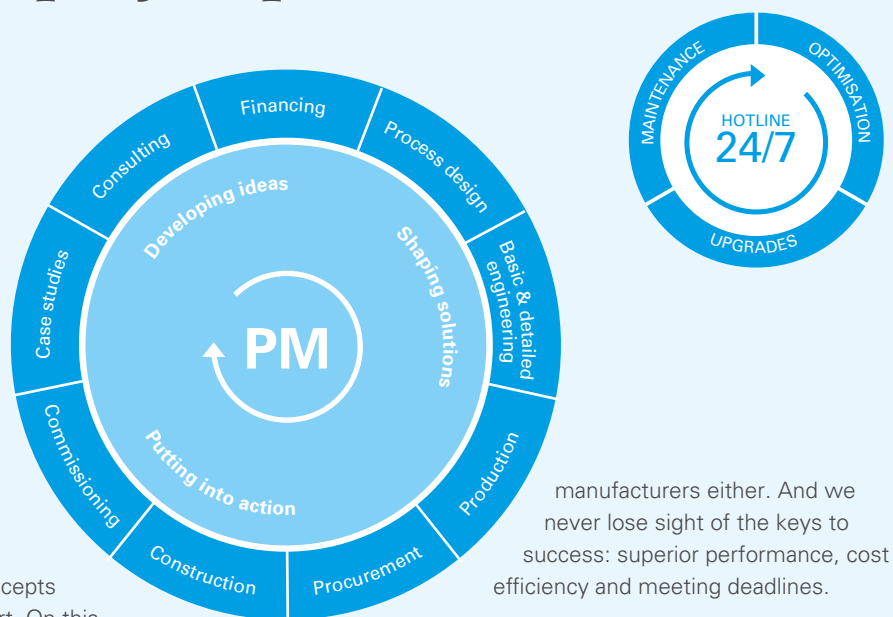 Financing
Process design
Basic & detailed
engineering
Production
Procurement
Construction
Commissioning
Case studies
Consulting
Developing ideas
Shaping solutions
Putting into action
PM
MAINTENANCE
OPTIMISATION
UPGRADES
HOTLINE
24/7
manufacturers either. And we
never lose sight of the keys to
success: superior performance, cost
efficiency and meeting deadlines.
On this